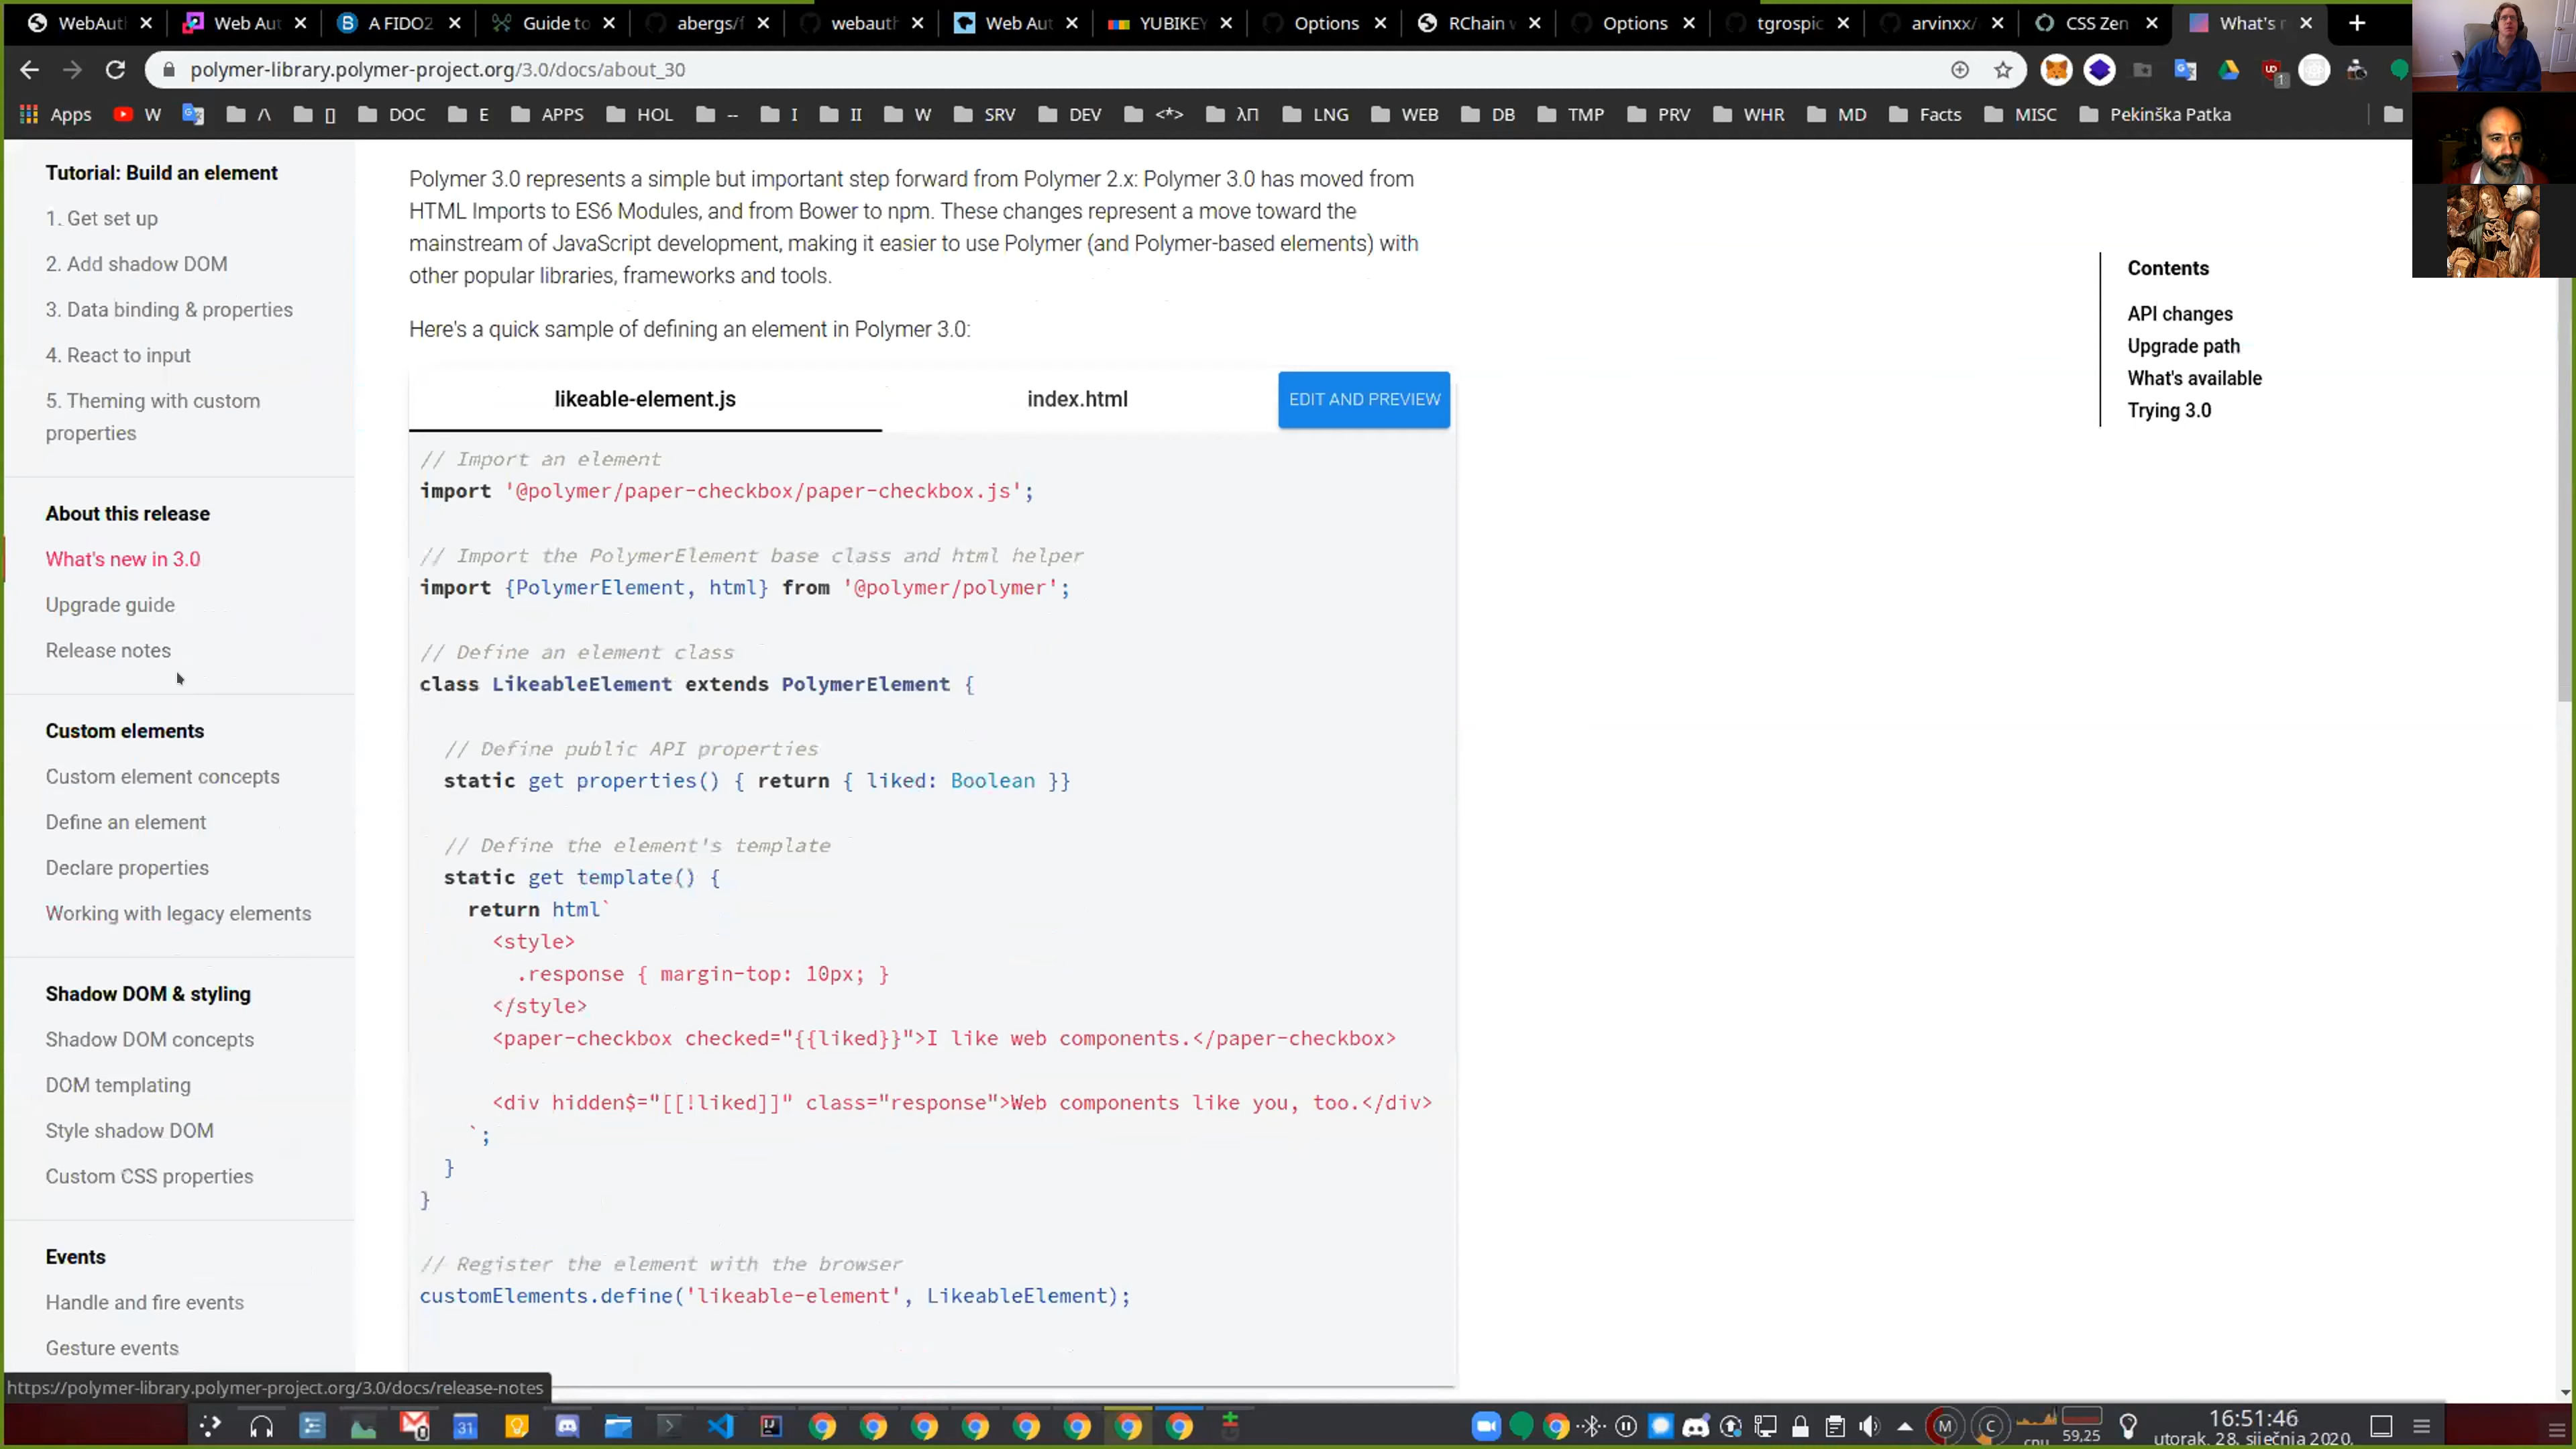 WebAuth
Web Aut
A FIDO2
Guide to
abergs/f
webauth
Web Aut
YUBIKEY
Options
RChain w
Options
tgrospic
arvinxx/
CSS Zen
What's n
polymer-library.polymer-project.org/3.0/docs/about_30
Apps
W
/\
[]
DOC
E
APPS
HOL
--
I
II
W
SRV
DEV
<*>
λΠ
LNG
WEB
DB
TMP
PRV
WHR
MD
Facts
MISC
Pekinška Patka
Tutorial: Build an element
1. Get set up
2. Add shadow DOM
3. Data binding & properties
4. React to input
5. Theming with custom
properties
About this release
What's new in 3.0
Upgrade guide
Release notes
Custom elements
Custom element concepts
Define an element
Declare properties
Working with legacy elements
Shadow DOM & styling
Shadow DOM concepts
DOM templating
Style shadow DOM
Custom CSS properties
Events
Handle and fire events
Gesture events
https://polymer-library.polymer-project.org/3.0/docs/release-notes
Polymer 3.0 represents a simple but important step forward from Polymer 2.x: Polymer 3.0 has moved from
HTML Imports to ES6 Modules, and from Bower to npm. These changes represent a move toward the
mainstream of JavaScript development, making it easier to use Polymer (and Polymer-based elements) with
other popular libraries, frameworks and tools.
Here's a quick sample of defining an element in Polymer 3.0:
likeable-element.js
index.html
EDIT AND PREVIEW
// Import an element
import '@polymer/paper-checkbox/paper-checkbox.js';
// Import the PolymerElement base class and html helper
import {PolymerElement, html} from '@polymer/polymer';
// Define an element class
class LikeableElement extends PolymerElement {
// Define public API properties
static get properties() { return { liked: Boolean }}
// Define the element's template
static get template() {
return html`
<style>
.response { margin-top: 10px; }
</style>
<paper-checkbox checked="{{liked}}">I like web components.</paper-checkbox>
<div hidden$="[[!liked]]" class="response">Web components like you, too.</div>
`;
}
}
// Register the element with the browser
customElements.define('likeable-element', LikeableElement);
Contents
API changes
Upgrade path
What's available
Trying 3.0
31
59,25
16:51:46
utorak, 28. siječnja 2020.